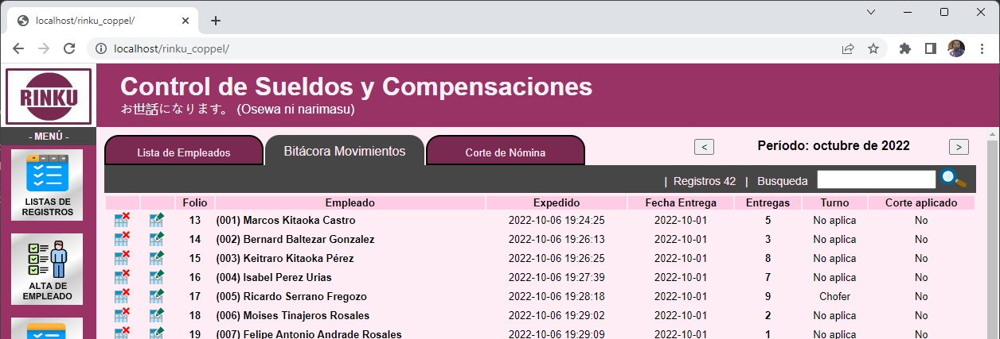 localhost/rinku_coppel/
localhost/rinku_coppel/
RINKU
Control de Sueldos y Compensaciones
お世話になります。 (Osewa ni narimasu)
- MENÚ -
LISTAS DE
REGISTROS
ALTA DE
EMPLEADO
Lista de Empleados
Bitácora Movimientos
Corte de Nómina
< Período: octubre de 2022 >
| Registros 42 | Busqueda
Folio Empleado Expedido Fecha Entrega Entregas Turno Corte aplicado
13 (001) Marcos Kitaoka Castro 2022-10-06 19:24:25 2022-10-01 5 No aplica No
14 (002) Bernard Baltezar Gonzalez 2022-10-06 19:26:13 2022-10-01 3 No aplica No
15 (003) Keitraro Kitaoka Pérez 2022-10-06 19:26:25 2022-10-01 8 No aplica No
16 (004) Isabel Perez Urias 2022-10-06 19:27:39 2022-10-01 7 No aplica No
17 (005) Ricardo Serrano Fregozo 2022-10-06 19:28:18 2022-10-01 9 Chofer No
18 (006) Moises Tinajeros Rosales 2022-10-06 19:29:02 2022-10-01 2 No aplica No
19 (007) Felipe Antonio Andrade Rosales 2022-10-06 19:29:09 2022-10-01 1 No aplica No